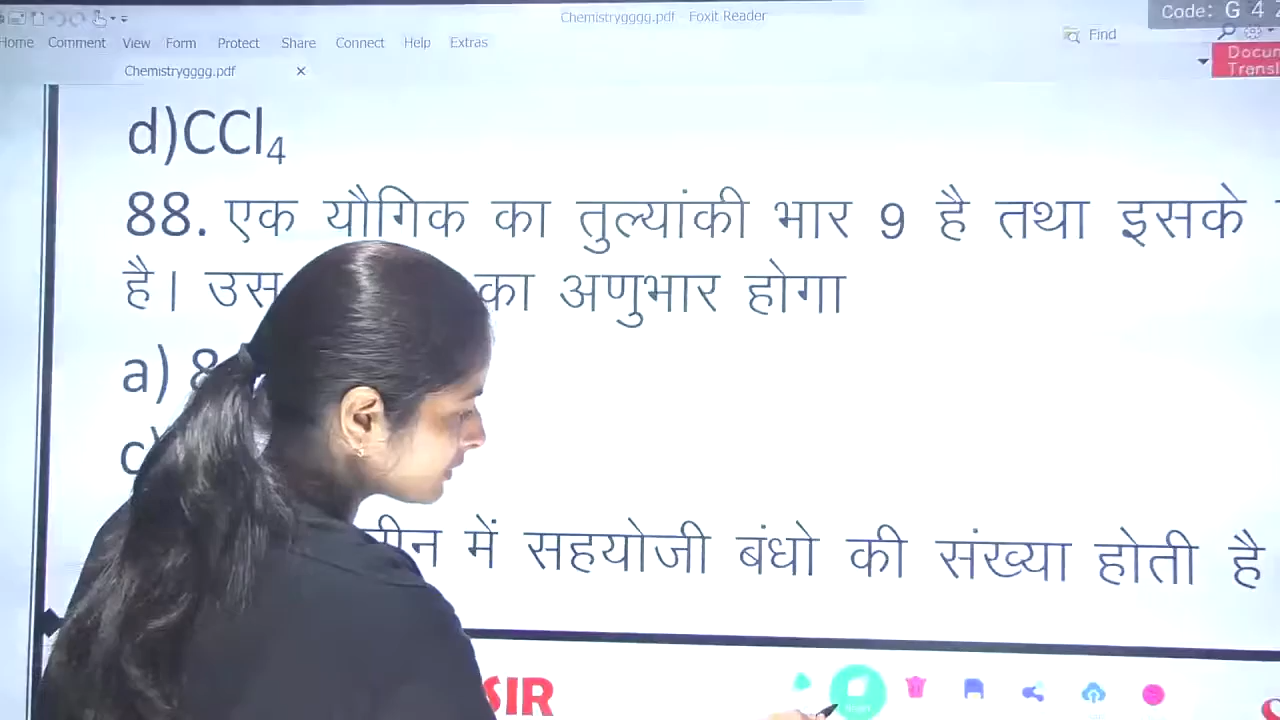 Chemistrygggg.pdf - Foxit Reader
Code: G 4
Home Comment View Form Protect Share Connect Help Extras
Find
Chemistrygggg.pdf
d)CCl₄
88. एक यौगिक का तुल्यांकी भार 9 है तथा इसके
है। उस का अणुभार होगा
a) 8
c)
में सहयोजी बंधो की संख्या होती है
SIR